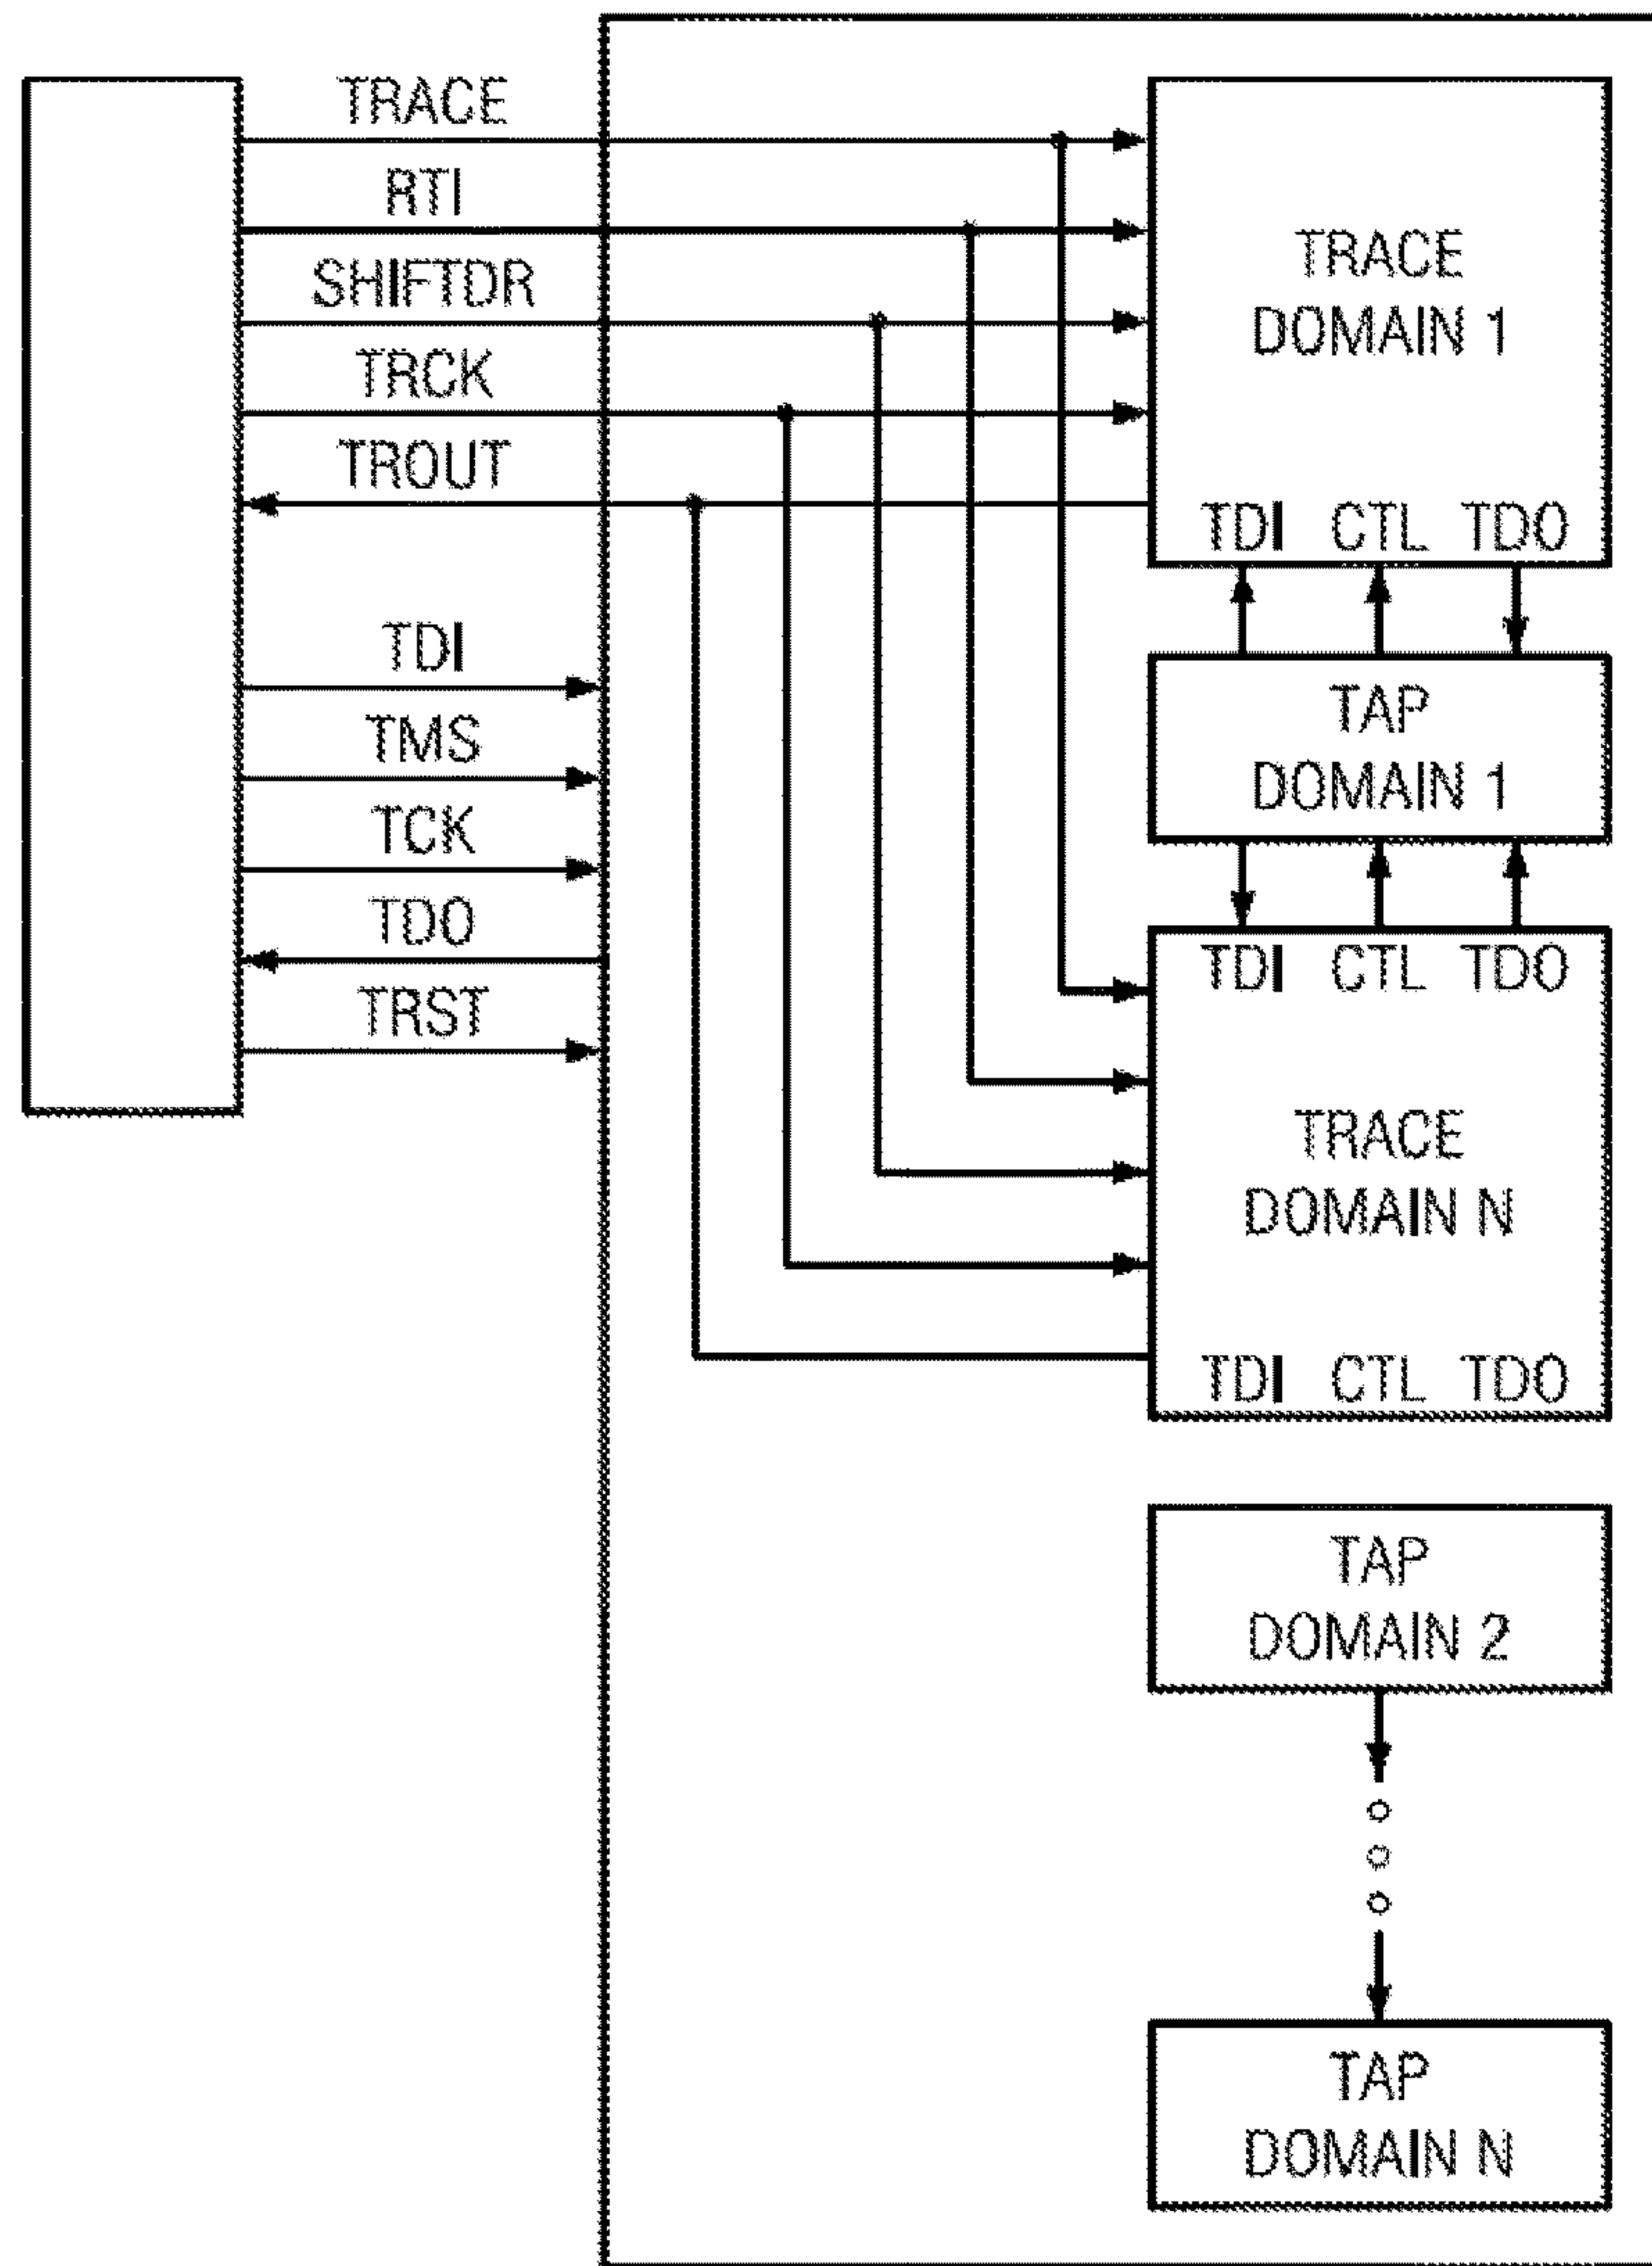 TRACE
RTI
SHIFTDR
TRCK
TROUT
TDI
TMS
TCK
TDO
TRST
TRACE
DOMAIN 1
TDI CTL TDO
TAP
DOMAIN 1
TDI CTL TDO
TRACE
DOMAIN N
TDI CTL TDO
TAP
DOMAIN 2
TAP
DOMAIN N